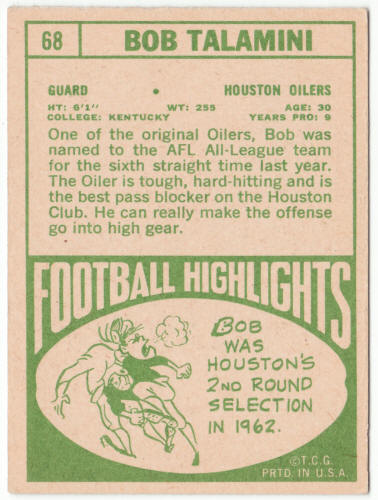 68 BOB TALAMINI
GUARD • HOUSTON OILERS
HT: 6'1" WT: 255 AGE: 30
COLLEGE: KENTUCKY YEARS PRO: 9
One of the original Oilers, Bob was
named to the AFL All-League team
for the sixth straight time last year.
The Oiler is tough, hard-hitting and is
the best pass blocker on the Houston
Club. He can really make the offense
go into high gear.
FOOTBALL HIGHLIGHTS
BOB
WAS
HOUSTON'S
2ND ROUND
SELECTION
IN 1962.
©T.C.G.
PRTD. IN U.S.A.